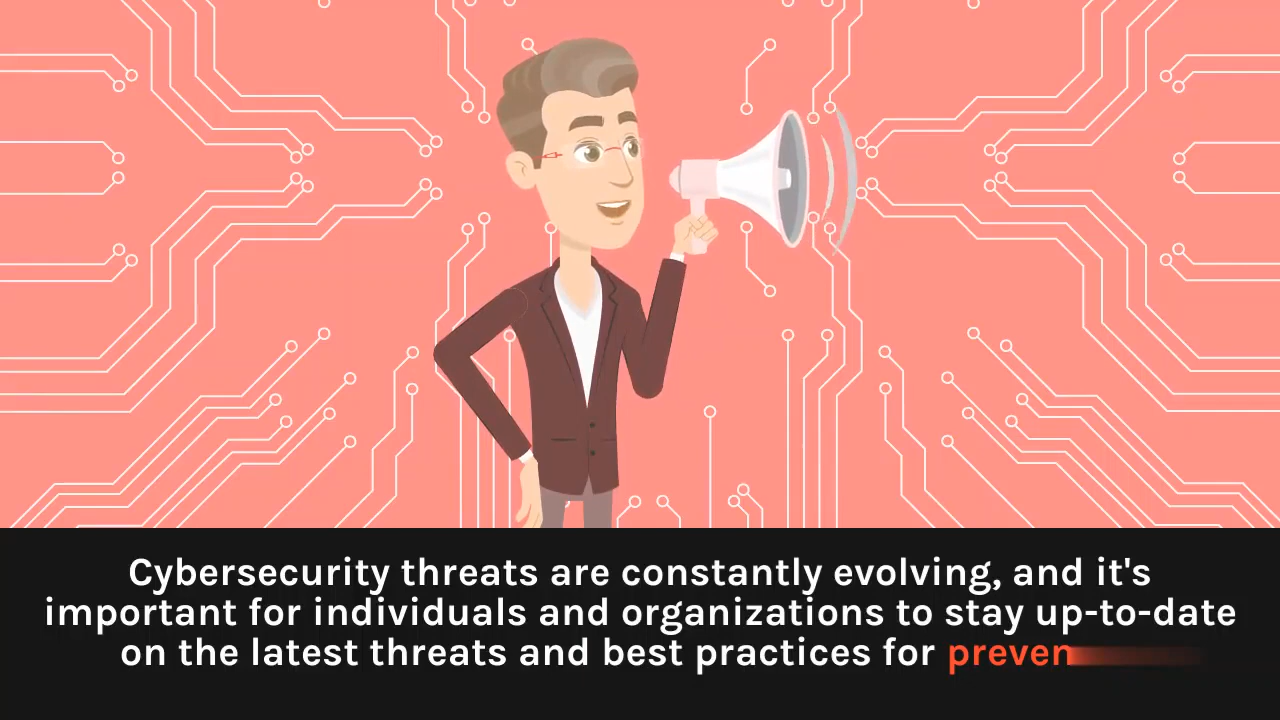 Cybersecurity threats are constantly evolving, and it's
important for individuals and organizations to stay up-to-date
on the latest threats and best practices for preven